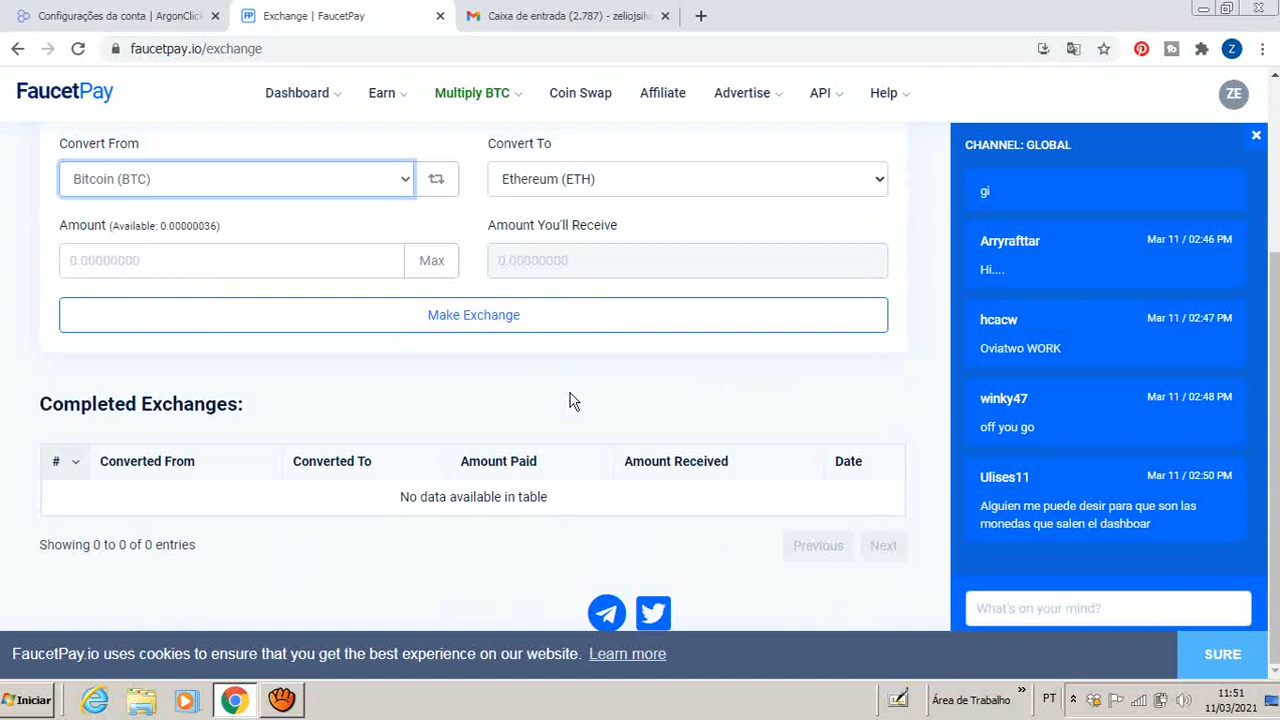 Configurações da conta | ArgonClick
Exchange | FaucetPay
Caixa de entrada (2.787) - zeliojsilv
faucetpay.io/exchange
Z
FaucetPay
Dashboard
Earn
Multiply BTC
Coin Swap
Affiliate
Advertise
API
Help
ZE
Convert From
Convert To
Bitcoin (BTC)
Ethereum (ETH)
Amount (Available: 0.00000036)
Amount You'll Receive
0.00000000
Max
0.00000000
Make Exchange
Completed Exchanges:
#
Converted From
Converted To
Amount Paid
Amount Received
Date
No data available in table
Showing 0 to 0 of 0 entries
Previous
Next
CHANNEL: GLOBAL
gi
Arryrafttar
Mar 11 / 02:46 PM
Hi....
hcacw
Mar 11 / 02:47 PM
Oviatwo WORK
winky47
Mar 11 / 02:48 PM
off you go
Ulises11
Mar 11 / 02:50 PM
Alguien me puede desir para que son las
monedas que salen el dashboar
What's on your mind?
FaucetPay.io uses cookies to ensure that you get the best experience on our website. Learn more
SURE
Iniciar
Área de Trabalho
PT
11:51
11/03/2021